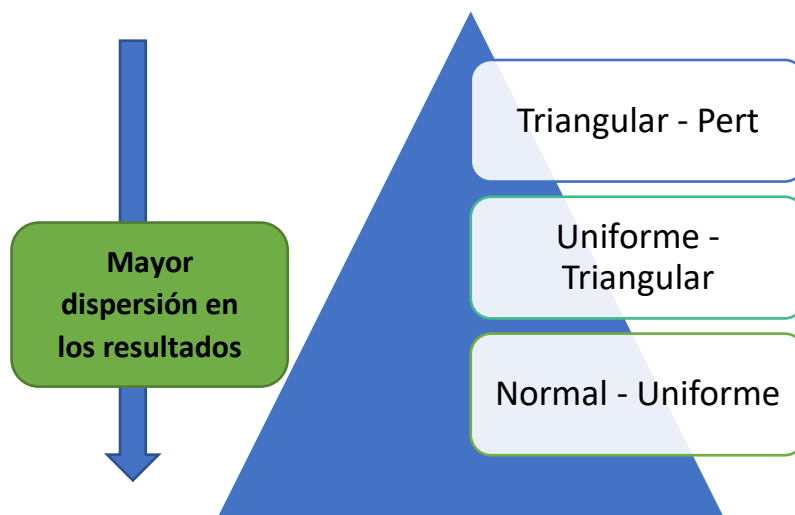 Triangular - Pert
Uniforme -
Triangular
Mayor
dispersión en
los resultados
Normal - Uniforme